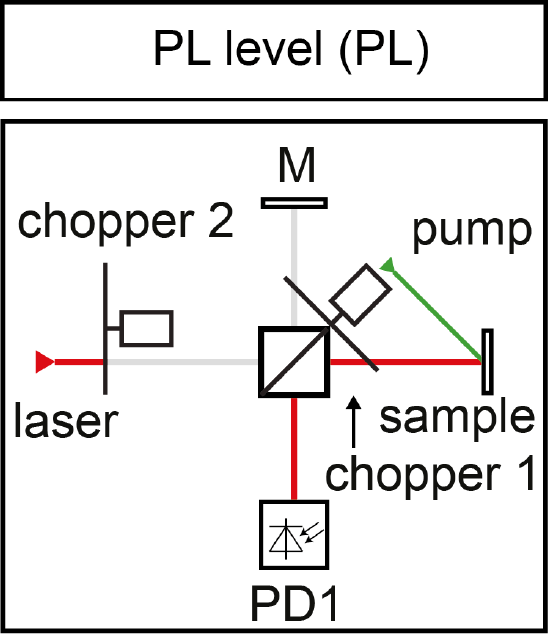 PL level (PL)
M
chopper 2
pump
laser
sample
chopper 1
PD1